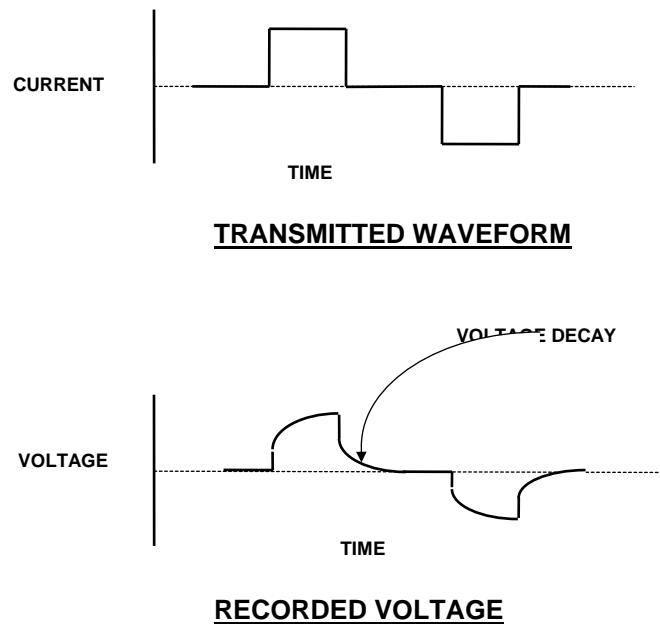 CURRENT
TIME
TRANSMITTED WAVEFORM
VOLTAGE DECAY
VOLTAGE
TIME
RECORDED VOLTAGE